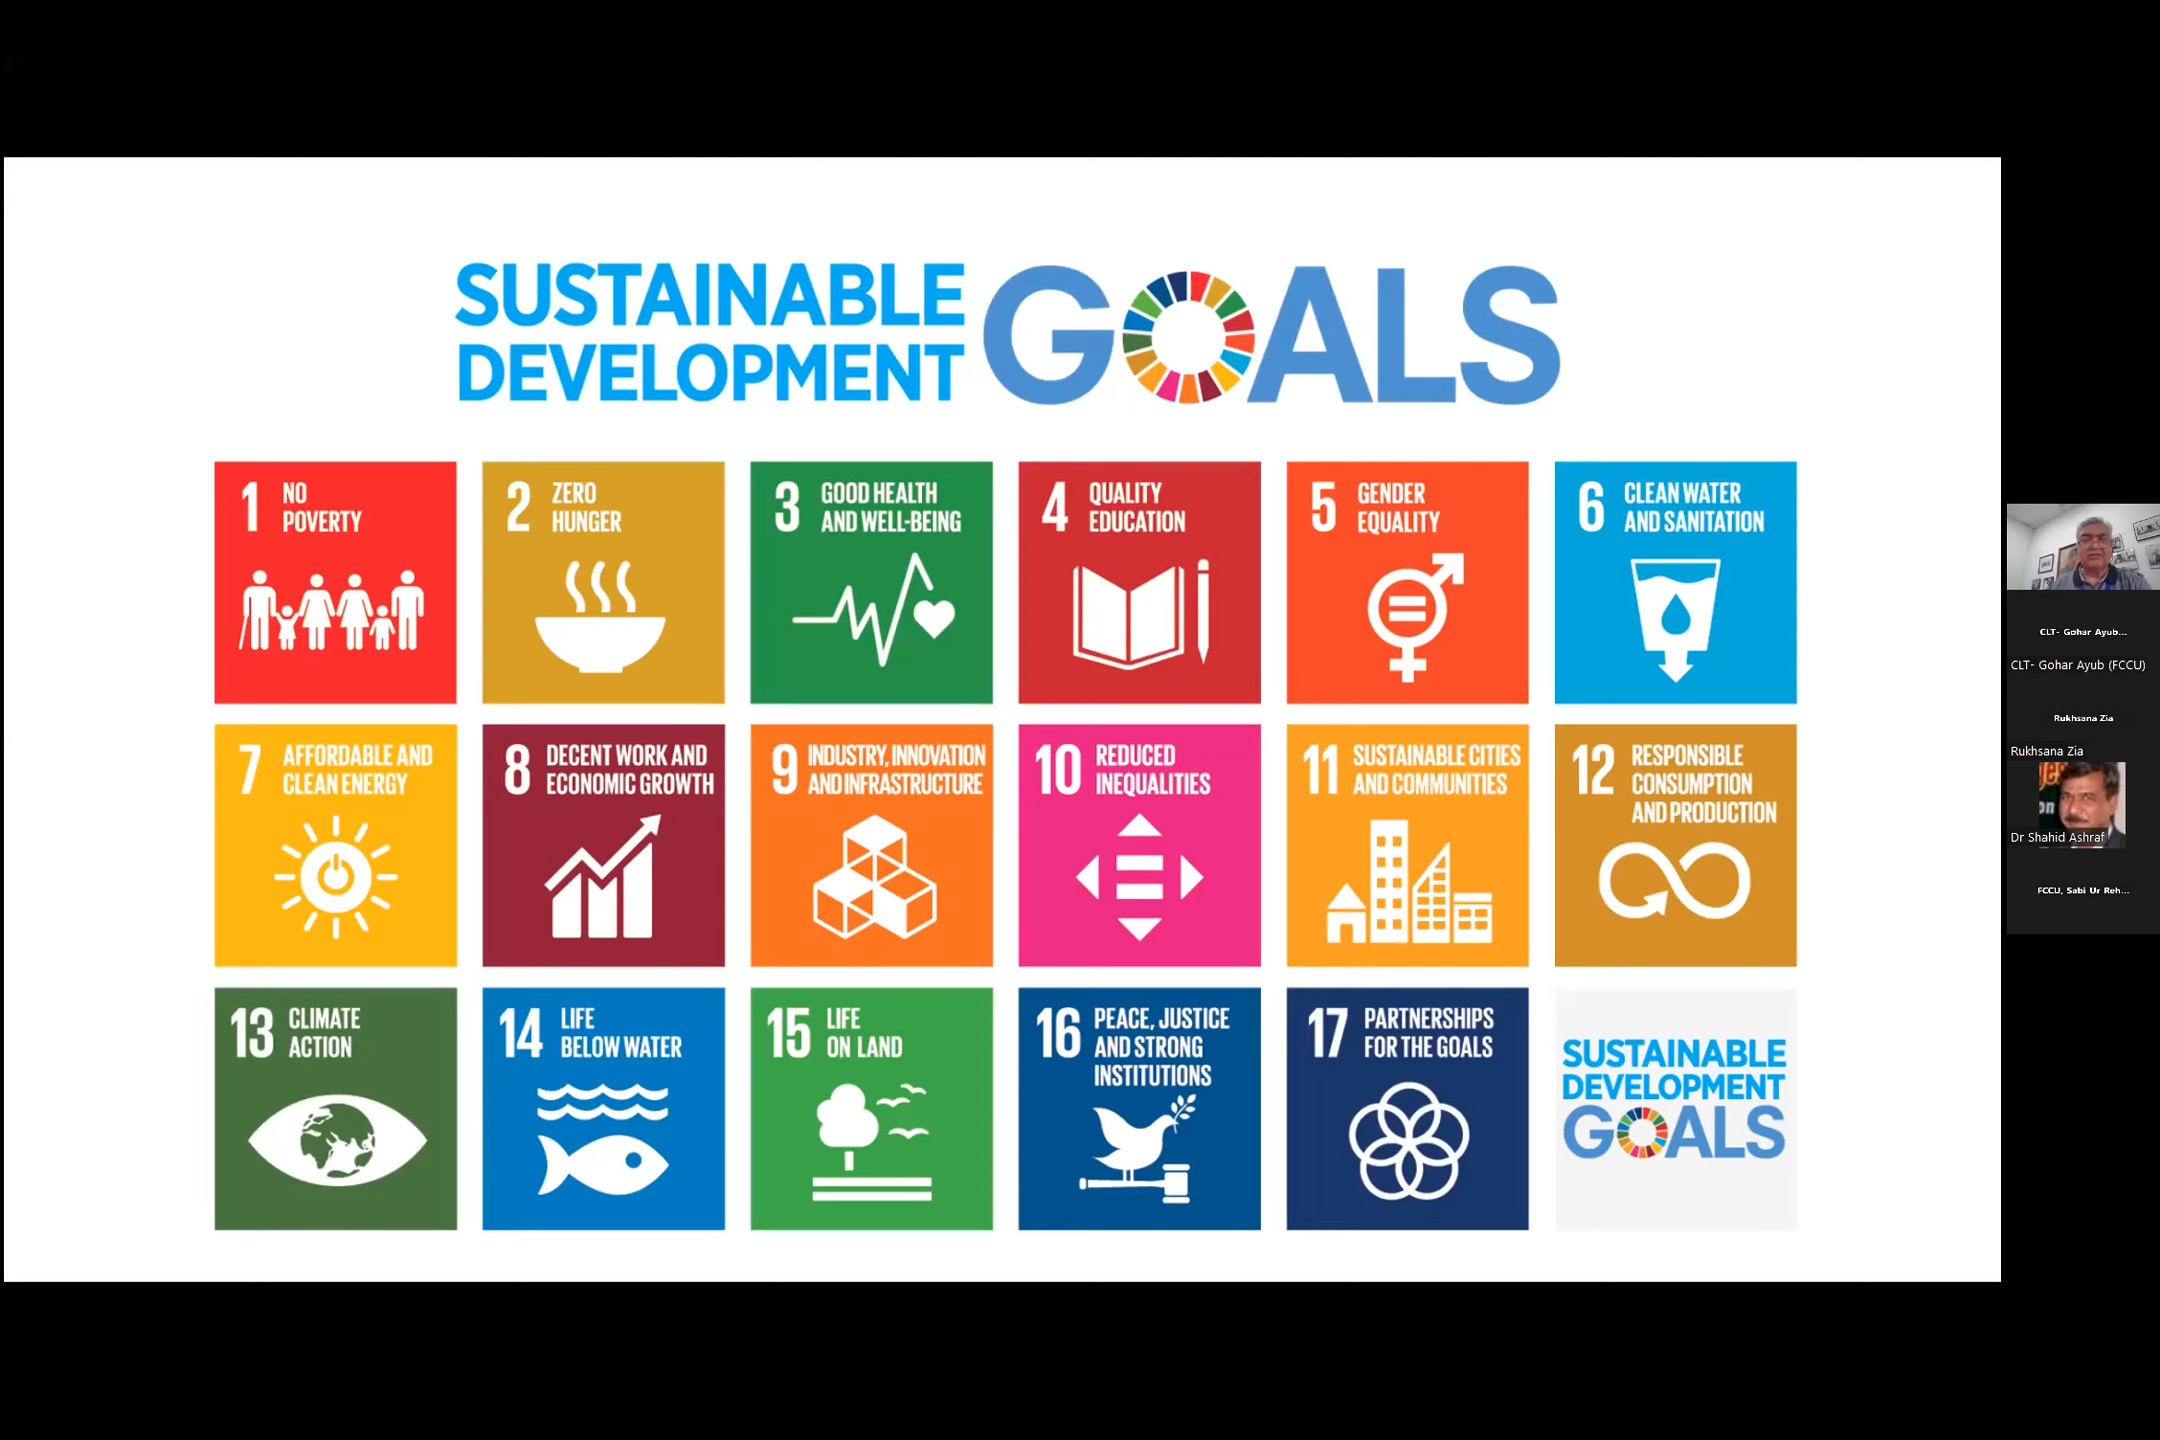 SUSTAINABLE
DEVELOPMENT
GOALS
1 NO
POVERTY
2 ZERO
HUNGER
3 GOOD HEALTH
AND WELL-BEING
4 QUALITY
EDUCATION
5 GENDER
EQUALITY
6 CLEAN WATER
AND SANITATION
7 AFFORDABLE AND
CLEAN ENERGY
8 DECENT WORK AND
ECONOMIC GROWTH
9 INDUSTRY, INNOVATION
AND INFRASTRUCTURE
10 REDUCED
INEQUALITIES
11 SUSTAINABLE CITIES
AND COMMUNITIES
12 RESPONSIBLE
CONSUMPTION
AND PRODUCTION
13 CLIMATE
ACTION
14 LIFE
BELOW WATER
15 LIFE
ON LAND
16 PEACE, JUSTICE
AND STRONG
INSTITUTIONS
17 PARTNERSHIPS
FOR THE GOALS
SUSTAINABLE
DEVELOPMENT
GOALS
CLT- Gohar Ayub...
CLT- Gohar Ayub (FCCU)
Rukhsana Zia
Rukhsana Zia
Dr Shahid Ashraf
FCCU, Sabi Ur Reh...